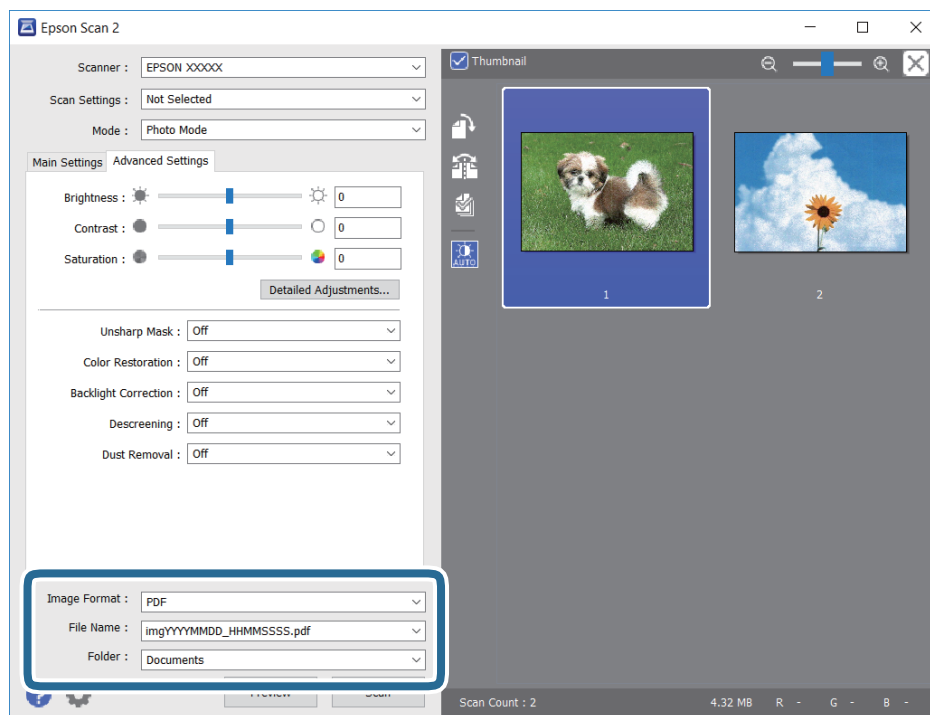 Epson Scan 2
Scanner : EPSON XXXXX
Scan Settings : Not Selected
Mode : Photo Mode
Main Settings Advanced Settings
Brightness : 0
Contrast : 0
Saturation : 0
Detailed Adjustments...
Unsharp Mask : Off
Color Restoration : Off
Backlight Correction : Off
Descreening : Off
Dust Removal : Off
Image Format : PDF
File Name : imgYYYYMMDD_HHMMSSSS.pdf
Folder : Documents
Preview Scan
Thumbnail
AUTO
1 2
Scan Count : 2 4.32 MB R - G - B -